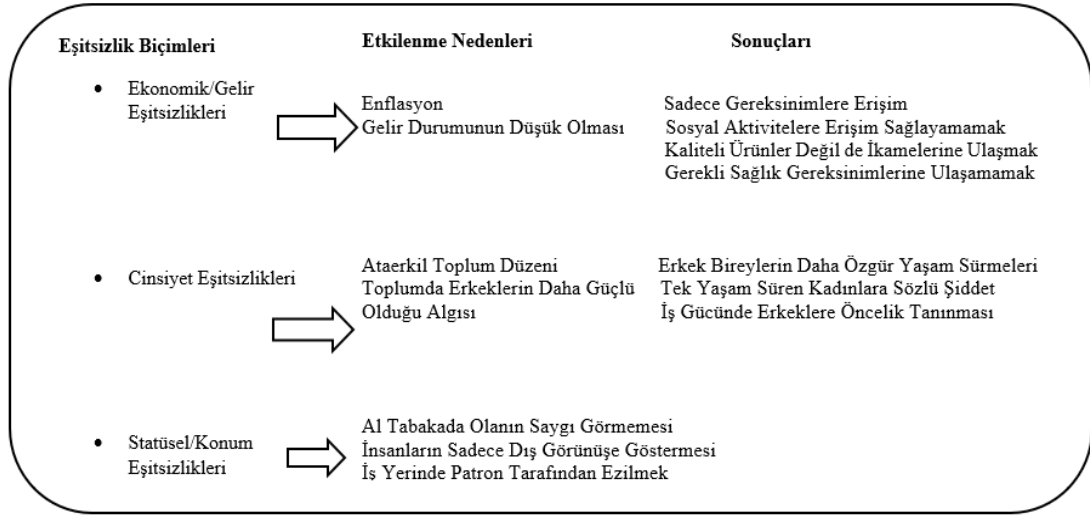 Eşitsizlik Biçimleri
Etkilenme Nedenleri
Sonuçları
• Ekonomik/Gelir
Eşitsizlikleri
Enflasyon
Gelir Durumunun Düşük Olması
Sadece Gereksinimlere Erişim
Sosyal Aktivitelere Erişim Sağlayamamak
Kaliteli Ürünler Değil de İkamelerine Ulaşmak
Gerekli Sağlık Gereksinimlerine Ulaşamamak
• Cinsiyet Eşitsizlikleri
Ataerkil Toplum Düzeni
Toplumda Erkeklerin Daha Güçlü
Olduğu Algısı
Erkek Bireylerin Daha Özgür Yaşam Sürmeleri
Tek Yaşam Süren Kadınlara Sözlü Şiddet
İş Gücünde Erkeklere Öncelik Tanınması
• Statüsel/Konum
Eşitsizlikleri
Al Tabakada Olanın Saygı Görmemesi
İnsanların Sadece Dış Görünüşe Göstermesi
İş Yerinde Patron Tarafından Ezilmek